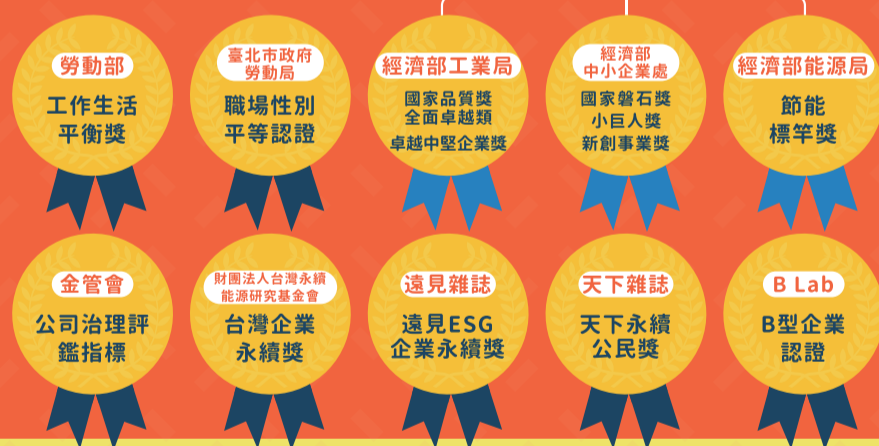 勞動部
工作生活
平衡獎
臺北市政府
勞動局
職場性別
平等認證
經濟部工業局
國家品質獎
全面卓越類
卓越中堅企業獎
經濟部
中小企業處
國家磐石獎
小巨人獎
新創事業獎
經濟部能源局
節能
標竿獎
金管會
公司治理評
鑑指標
財團法人台灣永續
能源研究基金會
台灣企業
永續獎
遠見雜誌
遠見ESG
企業永續獎
天下雜誌
天下永續
公民獎
B Lab
B型企業
認證